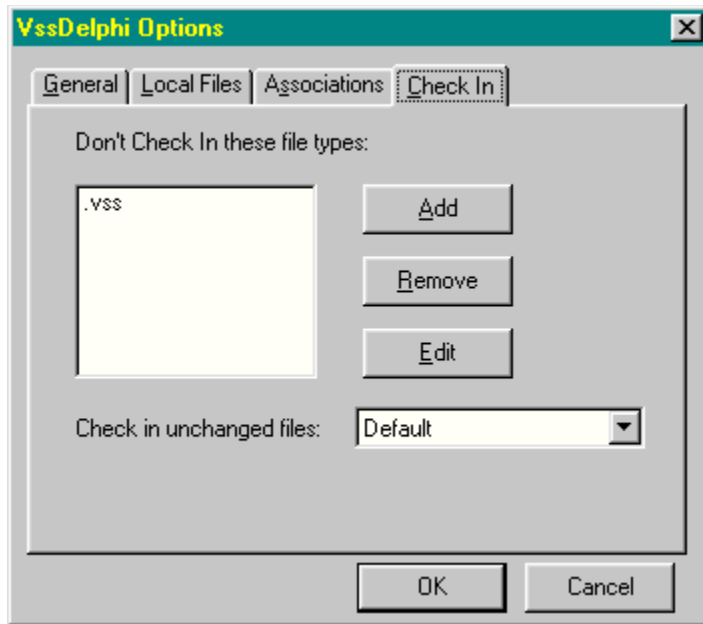 VssDelphi Options
General Local Files Associations Check In
Don't Check In these file types:
.vss
Add
Remove
Edit
Check in unchanged files: Default
OK Cancel